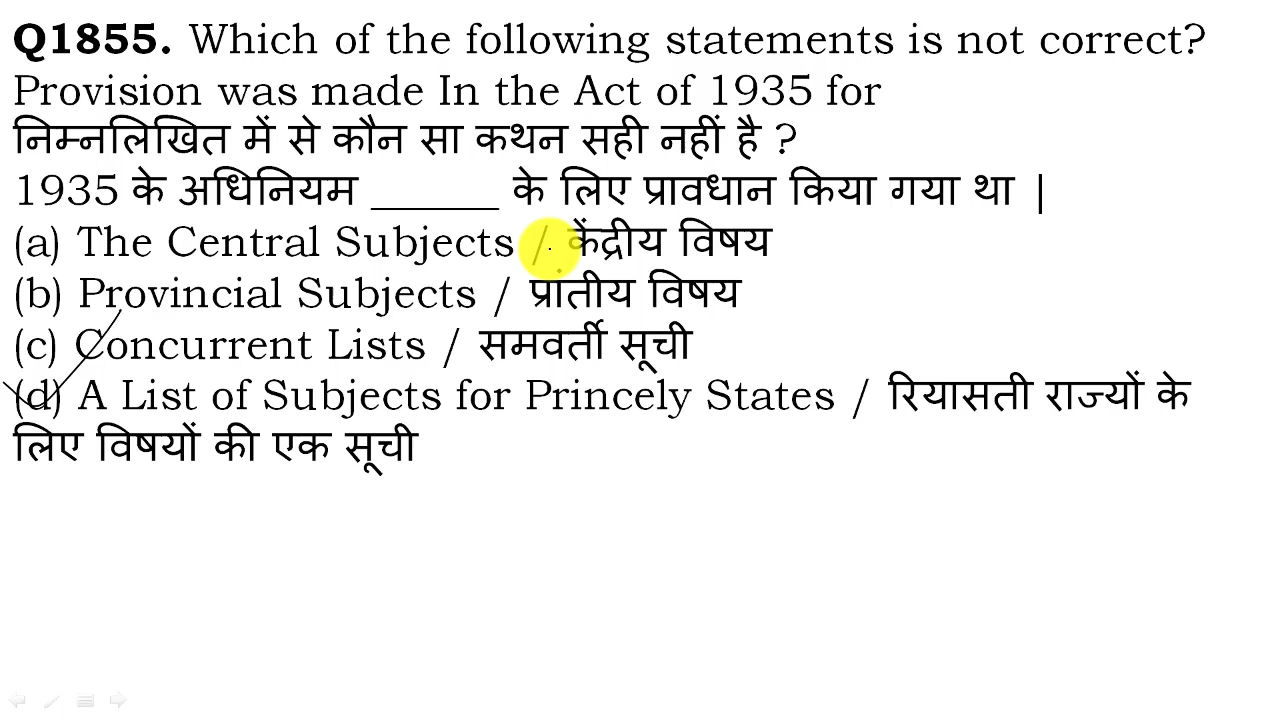 Q1855. Which of the following statements is not correct?
Provision was made In the Act of 1935 for
निम्नलिखित में से कौन सा कथन सही नहीं है ?
1935 के अधिनियम ______ के लिए प्रावधान किया गया था |
(a) The Central Subjects / केंद्रीय विषय
(b) Provincial Subjects / प्रांतीय विषय
(c) Concurrent Lists / समवर्ती सूची
(d) A List of Subjects for Princely States / रियासती राज्यों के
लिए विषयों की एक सूची